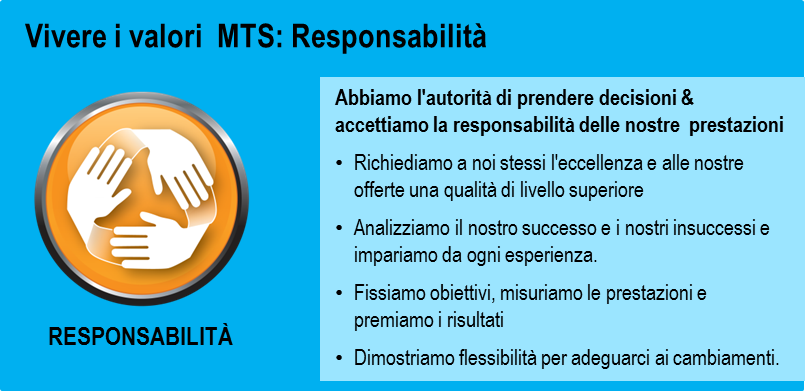 Vivere i valori  MTS: Responsabilità
Abbiamo l'autorità di prendere decisioni &
accettiamo la responsabilità delle nostre  prestazioni
• Richiediamo a noi stessi l'eccellenza e alle nostre
offerte una qualità di livello superiore
• Analizziamo il nostro successo e i nostri insuccessi e
impariamo da ogni esperienza.
• Fissiamo obiettivi, misuriamo le prestazioni e
premiamo i risultati
• Dimostriamo flessibilità per adeguarci ai cambiamenti.
RESPONSABILITÀ